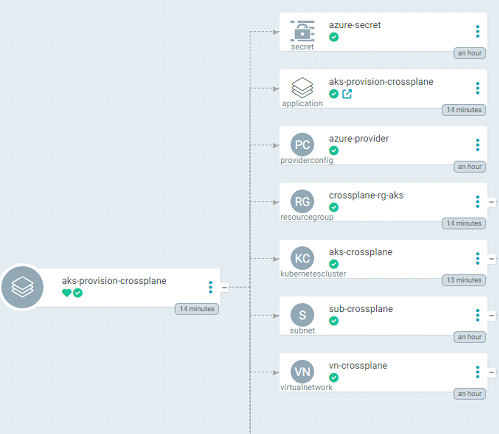 azure-secret
secret
an hour
aks-provision-crossplane
application
14 minutes
PC
azure-provider
providerconfig
an hour
RG
crossplane-rg-aks
resourcegroup
14 minutes
KC
aks-crossplane
kubernetescluster
13 minutes
aks-provision-crossplane
14 minutes
S
sub-crossplane
subnet
an hour
VN
vn-crossplane
virtualnetwork
an hour